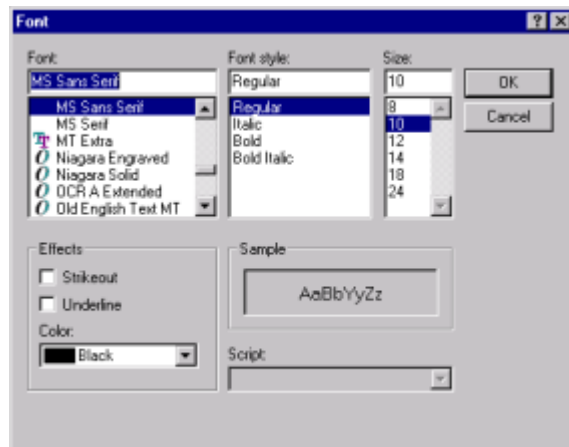 Font
Font:
MS Sans Serif
MS Sans Serif
MS Serif
MT Extra
Niagara Engraved
Niagara Solid
OCR A Extended
Old English Text MT
Font style:
Regular
Regular
Italic
Bold
Bold Italic
Size:
10
8
10
12
14
18
24
OK
Cancel
Effects
Strikeout
Underline
Color:
Black
Sample
AaBbYyZz
Script: